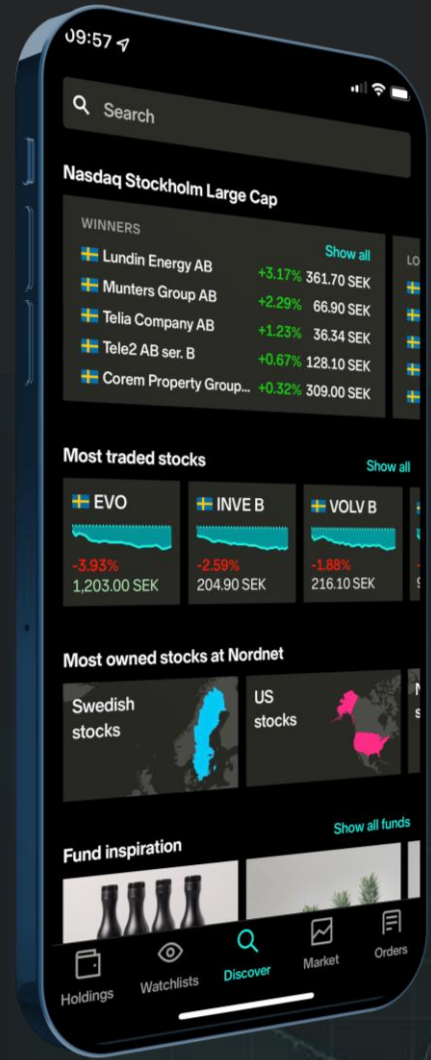 09:57
Search
Nasdaq Stockholm Large Cap
WINNERS
Show all
LO
Lundin Energy AB +3.17% 361.70 SEK
Munters Group AB +2.29% 66.90 SEK
Telia Company AB +1.23% 36.34 SEK
Tele2 AB ser. B +0.67% 128.10 SEK
Corem Property Group... +0.32% 309.00 SEK
Most traded stocks
Show all
EVO
-3.93%
1,203.00 SEK
INVE B
-2.59%
204.90 SEK
VOLV B
-1.88%
216.10 SEK
Most owned stocks at Nordnet
Swedish
stocks
US
stocks
Fund inspiration
Show all funds
Holdings
Watchlists
Discover
Market
Orders